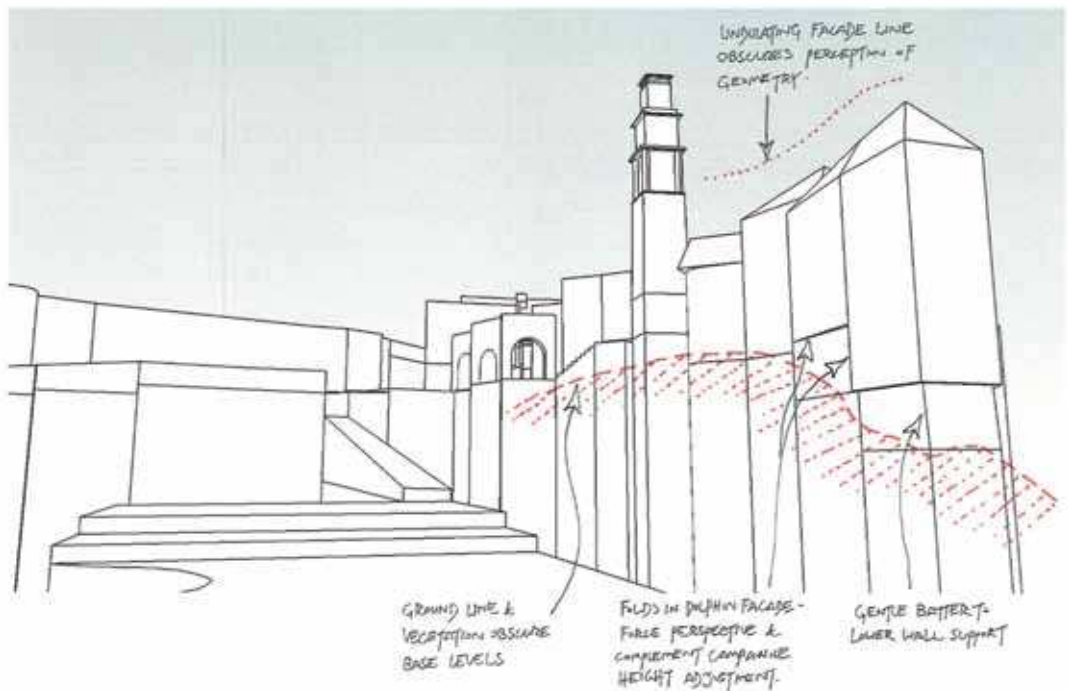 UNDULATING FACADE LINE
OBSCURES PERCEPTION OF
GEOMETRY.
GROUND LINE &
VEGETATION OBSCURE
BASE LEVELS
FOLDS IN DOLPHIN FACADE -
FORCE PERSPECTIVE &
COMPLEMENT CAMPANILE
HEIGHT ADJUSTMENT.
GENTLE BATTER TO
LOWER WALL SUPPORT